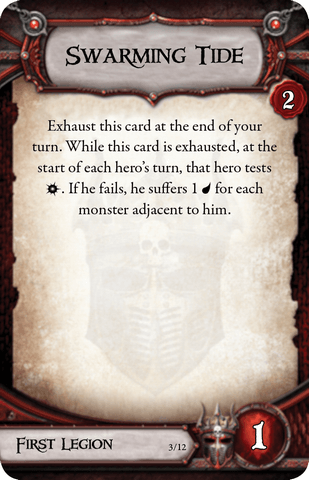 Swarming Tide
2
Exhaust this card at the end of your
turn. While this card is exhausted, at the
start of each hero's turn, that hero tests
. If he fails, he suffers 1 for each
monster adjacent to him.
First Legion
3/12
1